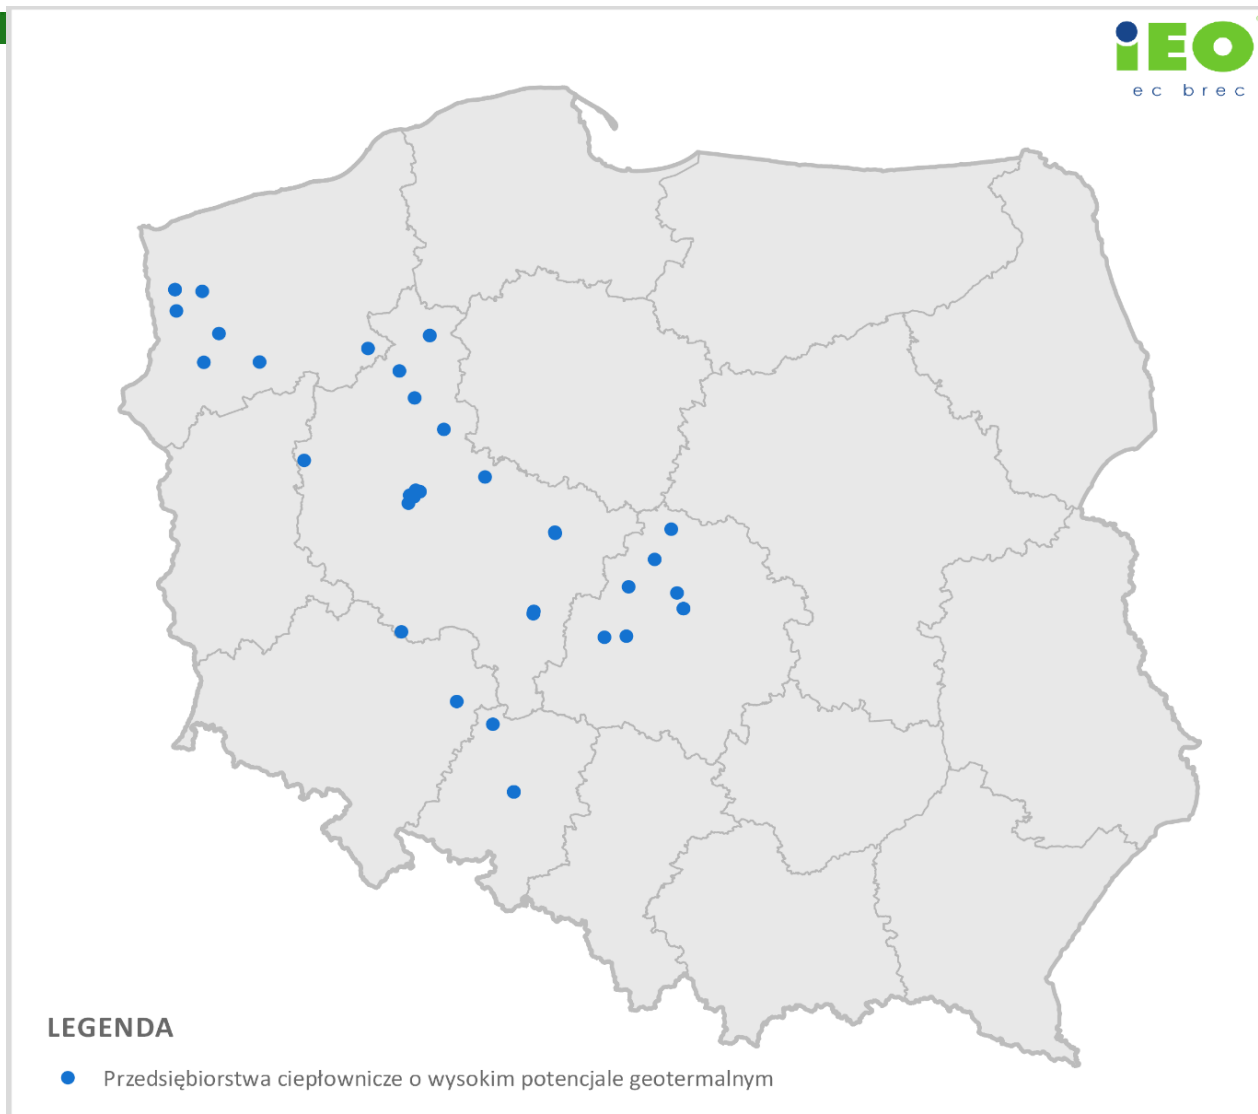 iEO
ec brec
LEGENDA
Przedsiębiorstwa ciepłownicze o wysokim potencjale geotermalnym